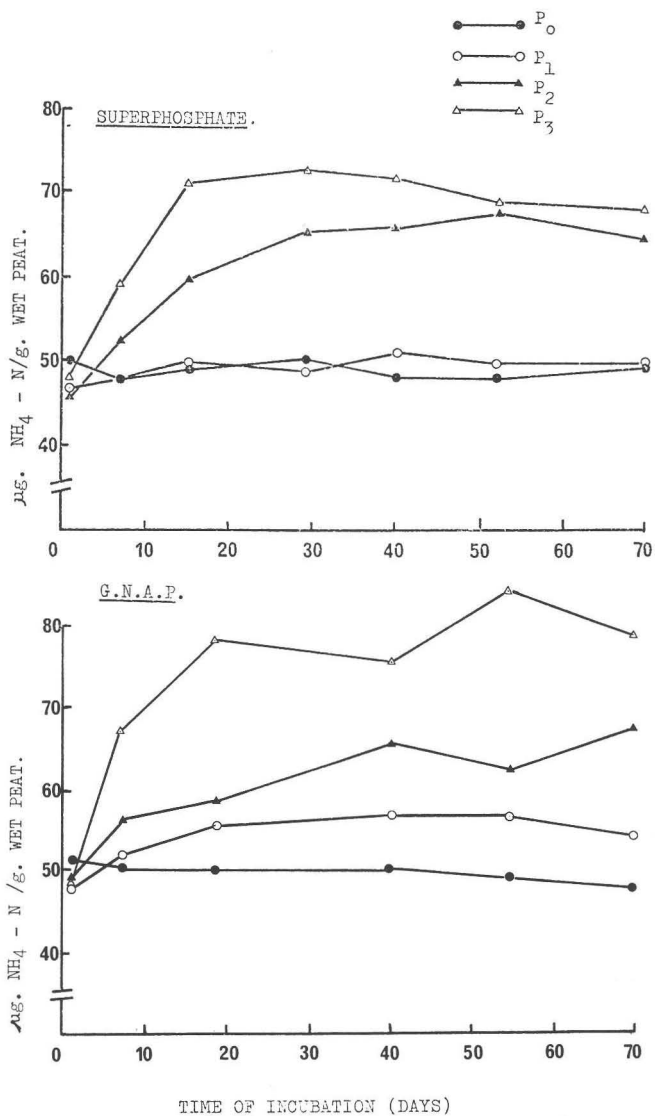 P0
P1
P2
P3
SUPERPHOSPHATE.
80
70
60
50
40
0 10 20 30 40 50 60 70
µg. NH4 - N/g. WET PEAT.
G.N.A.P.
80
70
60
50
40
0 10 20 30 40 50 60 70
µg. NH4 - N /g. WET PEAT.
TIME OF INCUBATION (DAYS)